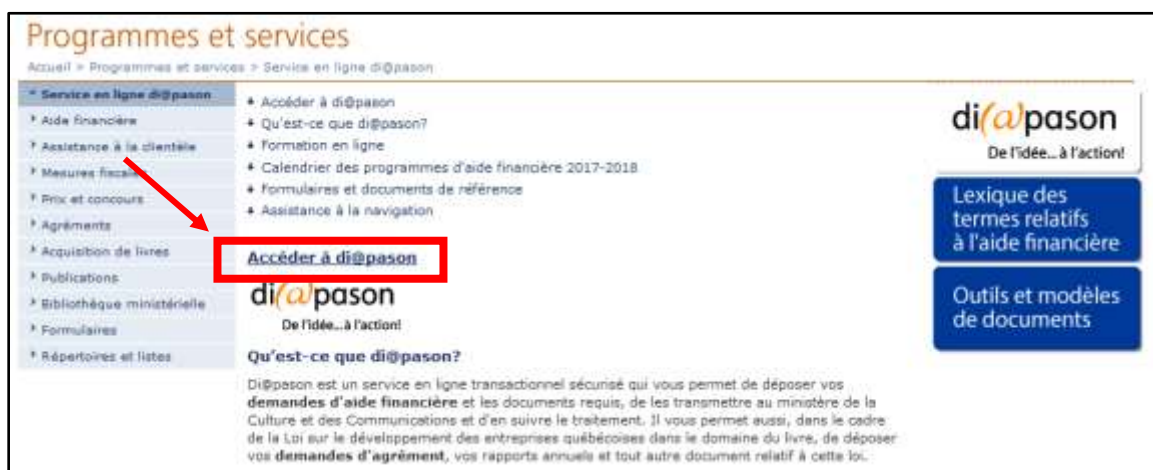 Programmes et services
Accueil > Programmes et services > Service en ligne di@pason
Service en ligne di@pason
Aide financière
Assistance à la clientèle
Mesures fiscales
Prix et concours
Agréments
Acquisition de livres
Publications
Bibliothèque ministérielle
Formulaires
Répertoires et listes
Accéder à di@pason
Qu'est-ce que di@pason?
Formation en ligne
Calendrier des programmes d'aide financière 2017-2018
Formulaires et documents de référence
Assistance à la navigation
Accéder à di@pason
di(a)pason
De l'idée...à l'action!
Qu'est-ce que di@pason?
Di@pason est un service en ligne transactionnel sécurisé qui vous permet de déposer vos
demandes d'aide financière et les documents requis, de les transmettre au ministère de la
Culture et des Communications et d'en suivre le traitement. Il vous permet aussi, dans le cadre
de la Loi sur le développement des entreprises québécoises dans le domaine du livre, de déposer
vos demandes d'agrément, vos rapports annuels et tout autre document relatif à cette loi.
di(a)pason
De l'idée...à l'action!
Lexique des
termes relatifs
à l'aide financière
Outils et modèles
de documents